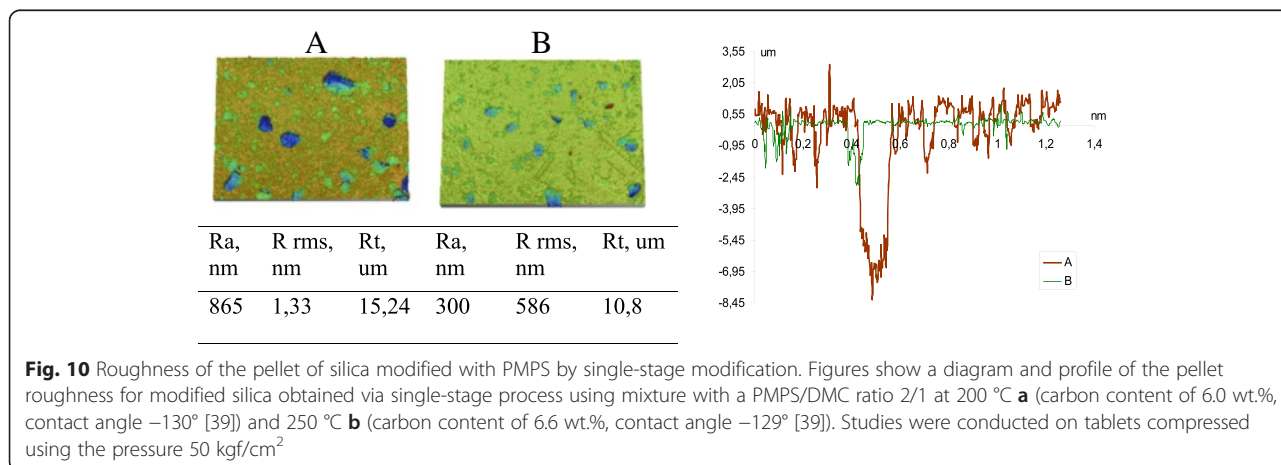 A B
Ra, nm R rms, nm Rt, um Ra, nm R rms, nm Rt, um
865 1,33 15,24 300 586 10,8
um
3,55
2,05
0,55
-0,95
-2,45
-3,95
-5,45
-6,95
-8,45
nm
0 0,2 0,4 0,6 0,8 1 1,2 1,4
A
B
Fig. 10 Roughness of the pellet of silica modified with PMPS by single-stage modification. Figures show a diagram and profile of the pellet
roughness for modified silica obtained via single-stage process using mixture with a PMPS/DMC ratio 2/1 at 200 °C a (carbon content of 6.0 wt.%,
contact angle −130° [39]) and 250 °C b (carbon content of 6.6 wt.%, contact angle −129° [39]). Studies were conducted on tablets compressed
using the pressure 50 kgf/cm²